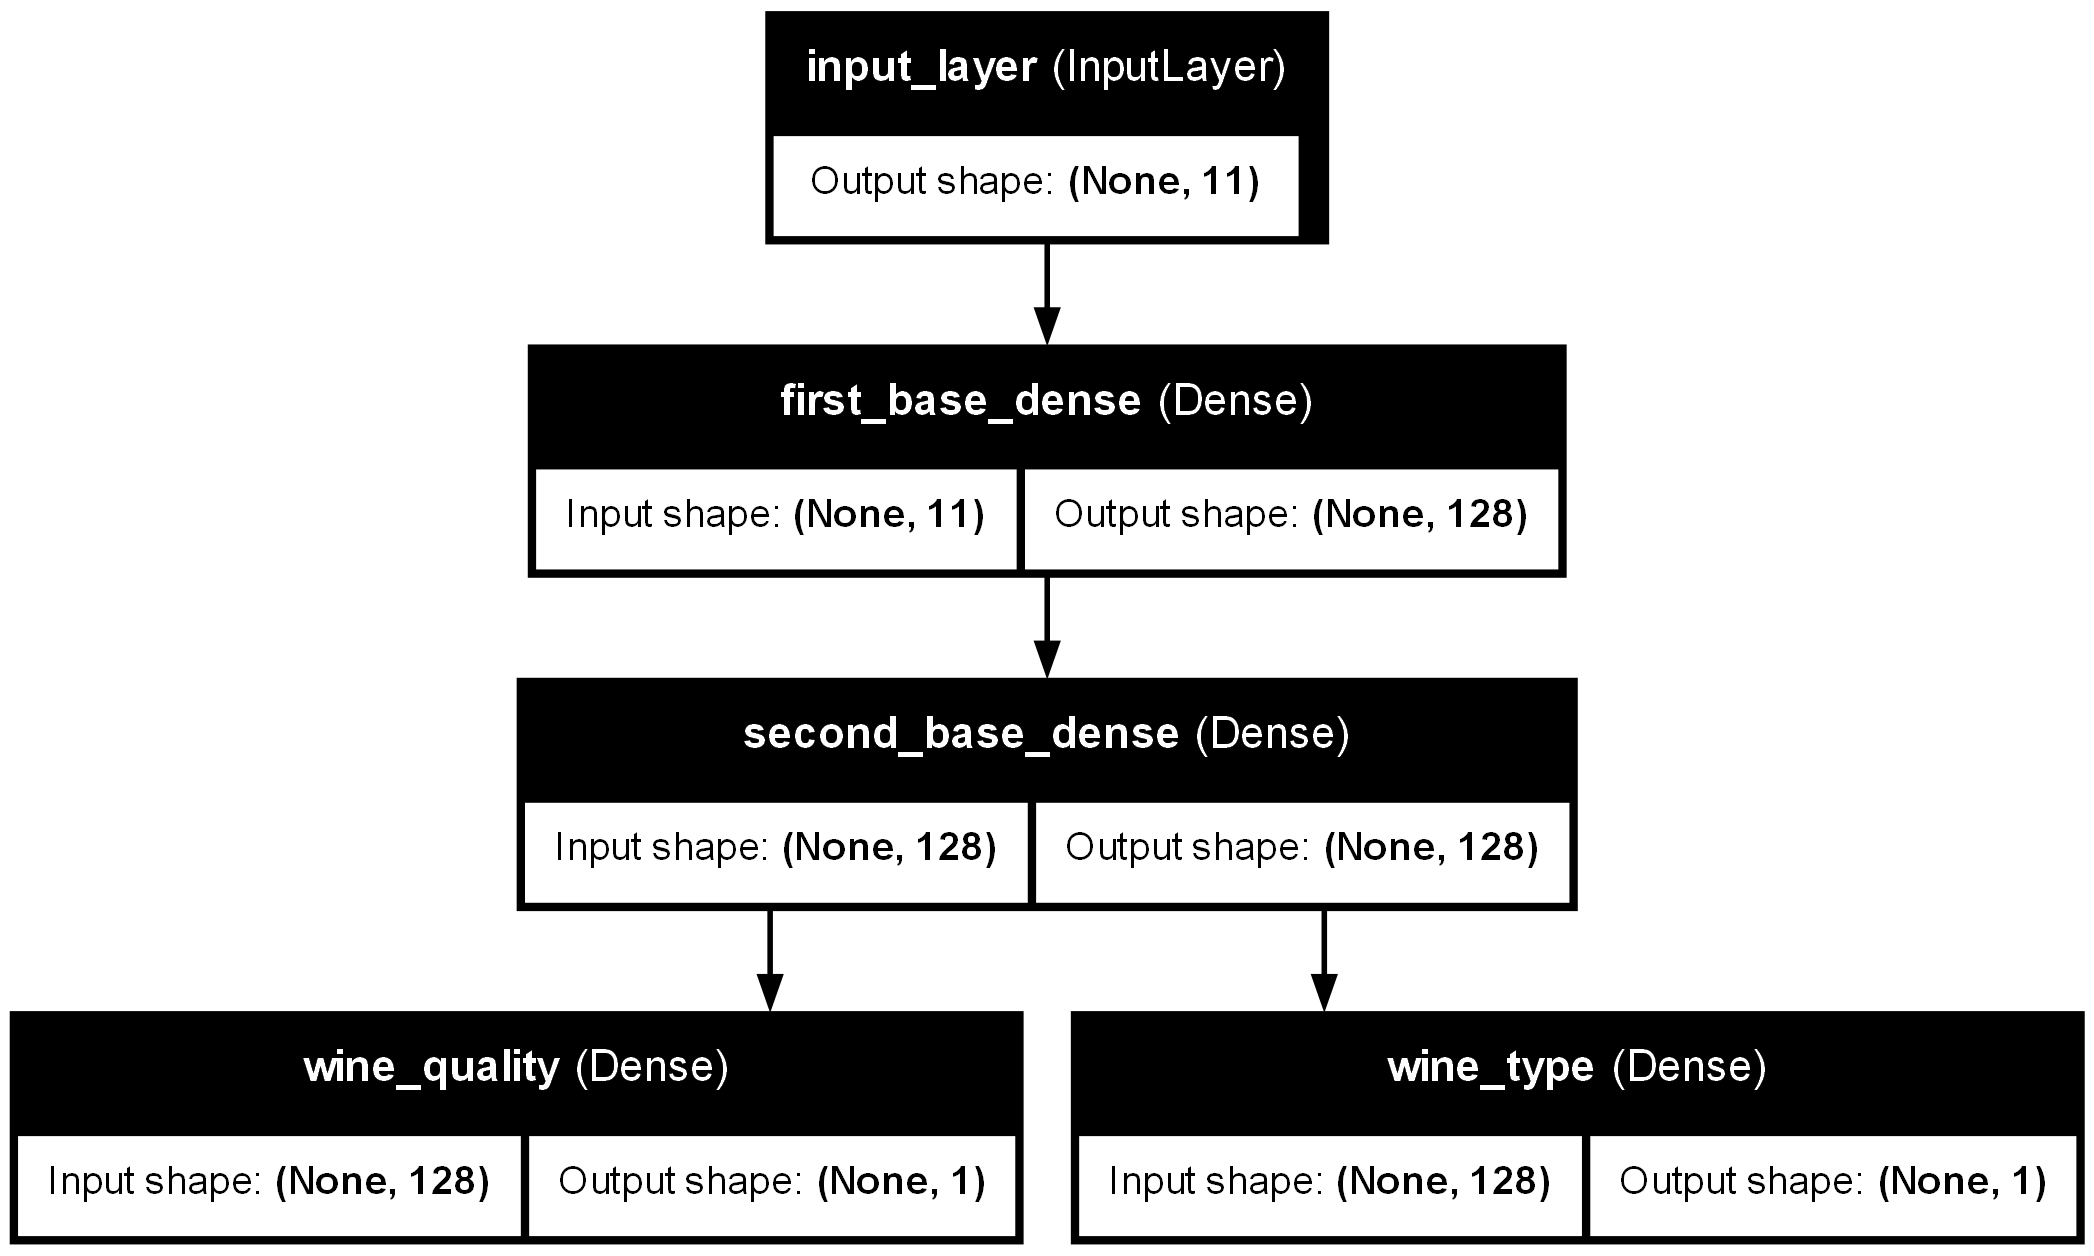 input_layer (InputLayer)
Output shape: (None, 11)
first_base_dense (Dense)
Input shape: (None, 11) Output shape: (None, 128)
second_base_dense (Dense)
Input shape: (None, 128) Output shape: (None, 128)
wine_quality (Dense)
Input shape: (None, 128) Output shape: (None, 1)
wine_type (Dense)
Input shape: (None, 128) Output shape: (None, 1)